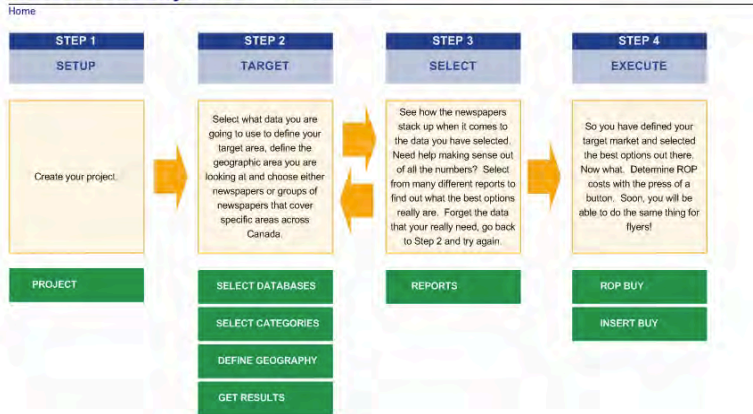 Home
STEP 1
SETUP
Create your project.
PROJECT
STEP 2
TARGET
Select what data you are
going to use to define your
target area, define the
geographic area you are
looking at and choose either
newspapers or groups of
newspapers that cover
specific areas across
Canada.
SELECT DATABASES
SELECT CATEGORIES
DEFINE GEOGRAPHY
GET RESULTS
STEP 3
SELECT
See how the newspapers
stack up when it comes to
the data you have selected.
Need help making sense out
of all the numbers? Select
from many different reports to
find out what the best options
really are. Forget the data
that your really need, go back
to Step 2 and try again.
REPORTS
STEP 4
EXECUTE
So you have defined your
target market and selected
the best options out there.
Now what. Determine ROP
costs with the press of a
button. Soon, you will be
able to do the same thing for
flyers!
ROP BUY
INSERT BUY